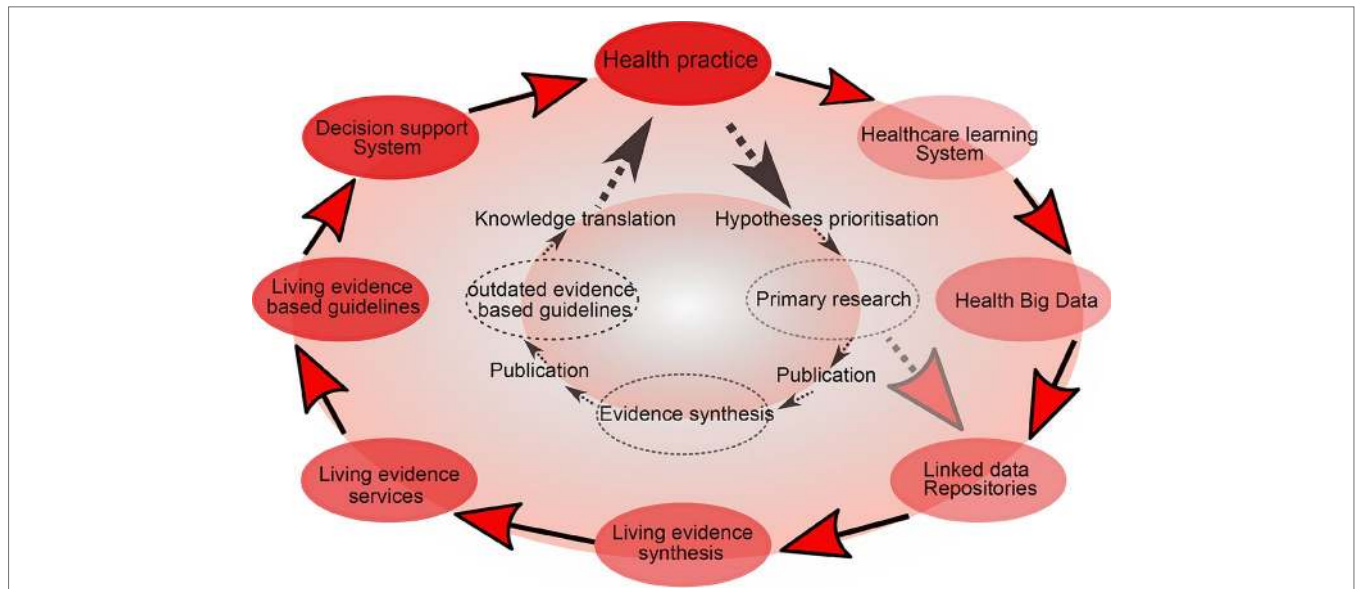 Health practice
Decision support
System
Healthcare learning
System
Knowledge translation
Hypotheses prioritisation
Living evidence
based guidelines
outdated evidence
based guidelines
Primary research
Health Big Data
Publication
Publication
Evidence synthesis
Living evidence
services
Linked data
Repositories
Living evidence
synthesis